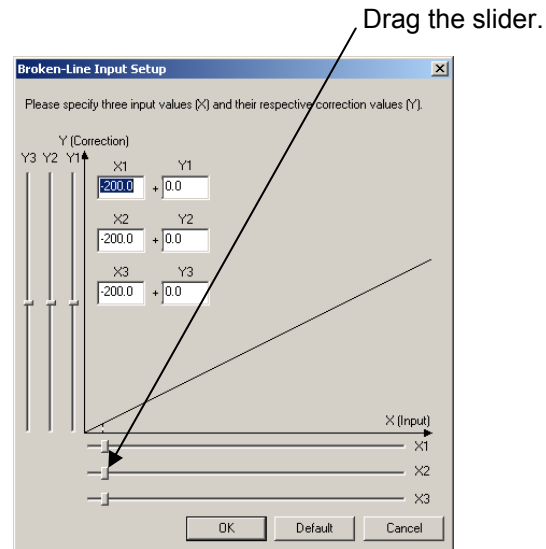 Drag the slider.
Broken-Line Input Setup
Please specify three input values (X) and their respective correction values (Y).
Y (Correction)
Y3 Y2 Y1
X1 Y1
-200.0 + 0.0
X2 Y2
-200.0 + 0.0
X3 Y3
-200.0 + 0.0
X (Input)
X1
X2
X3
OK Default Cancel